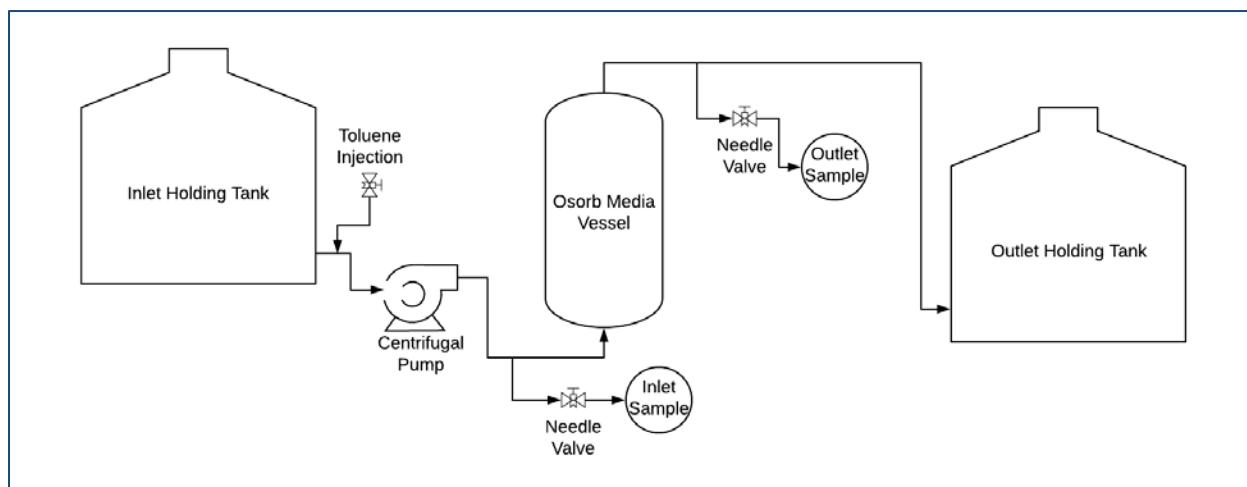 Toluene
Injection
Inlet Holding Tank
Centrifugal
Pump
Osorb Media
Vessel
Needle
Valve
Outlet
Sample
Inlet
Sample
Needle
Valve
Outlet Holding Tank